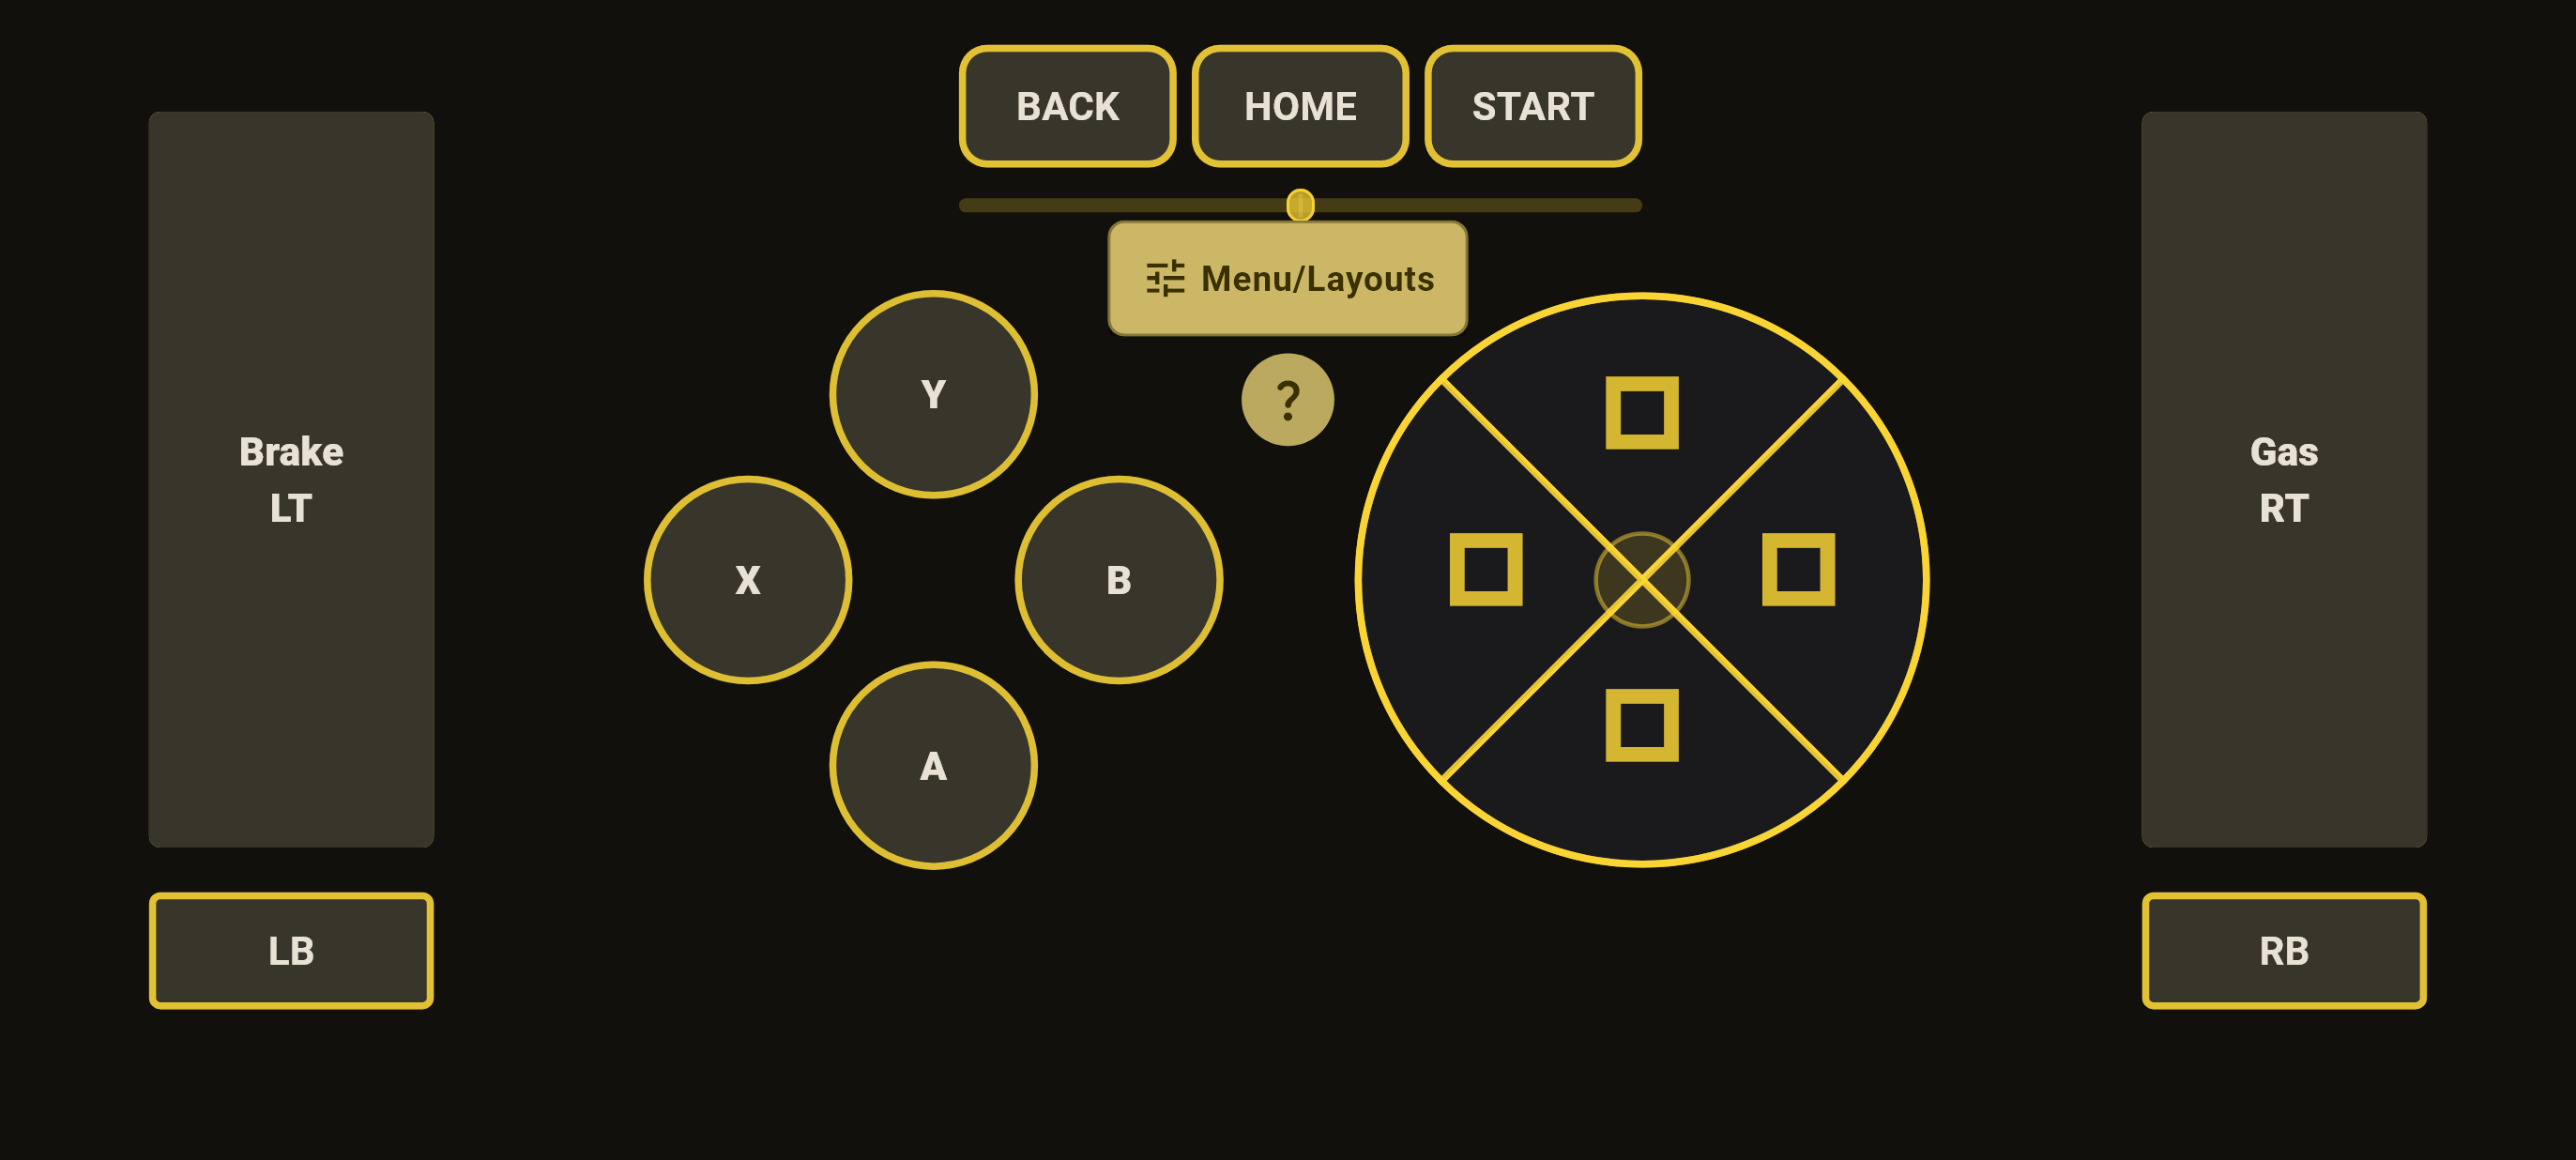 BACK
HOME
START
Menu/Layouts
?
Brake
LT
Y
X
B
A
Gas
RT
LB
RB